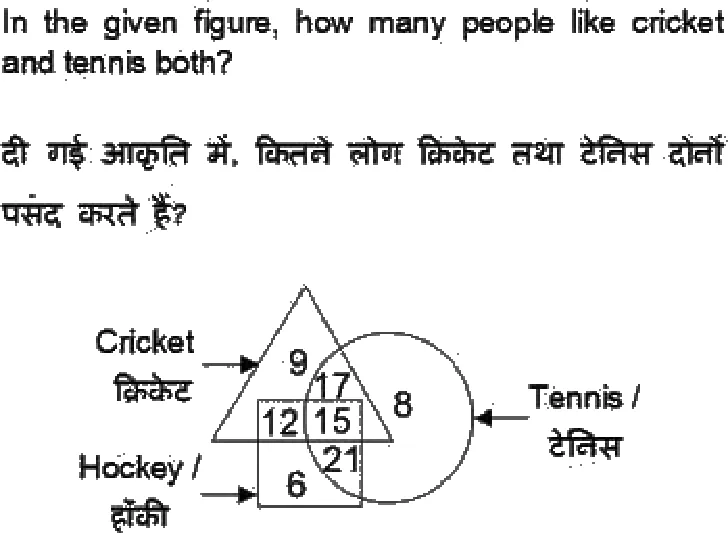 In the given figure, how many people like cricket
and tennis both?
दी गई आकृति में, कितने लोग क्रिकेट तथा टेनिस दोनों
पसंद करते हैं?
Cricket
क्रिकेट
9
17
8
Tennis /
टेनिस
12 15
Hockey /
हॉकी
21
6